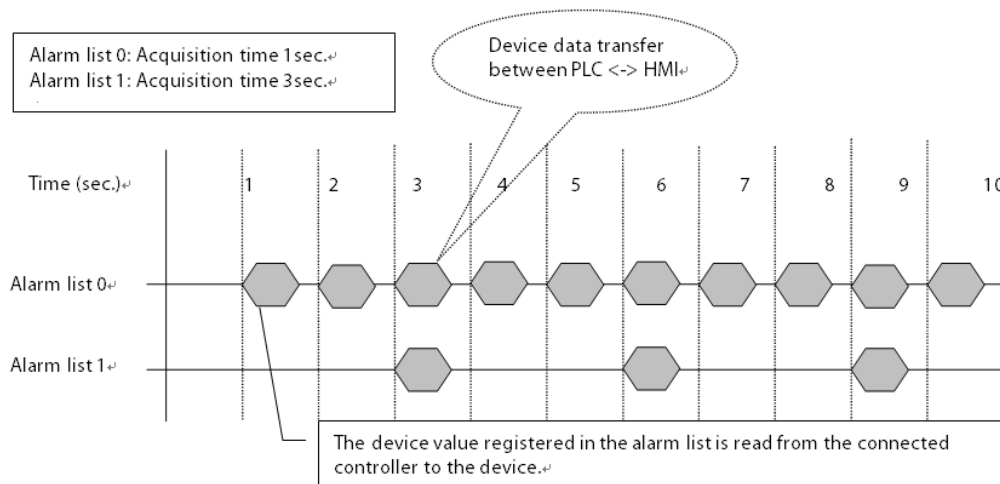 Alarm list 0: Acquisition time 1sec.↵
Alarm list 1: Acquisition time 3sec.↵
Device data transfer
between PLC <-> HMI↵
Time (sec.)↵
1 2 3 4 5 6 7 8 9 10
Alarm list 0↵
Alarm list 1↵
The device value registered in the alarm list is read from the connected
controller to the device.↵